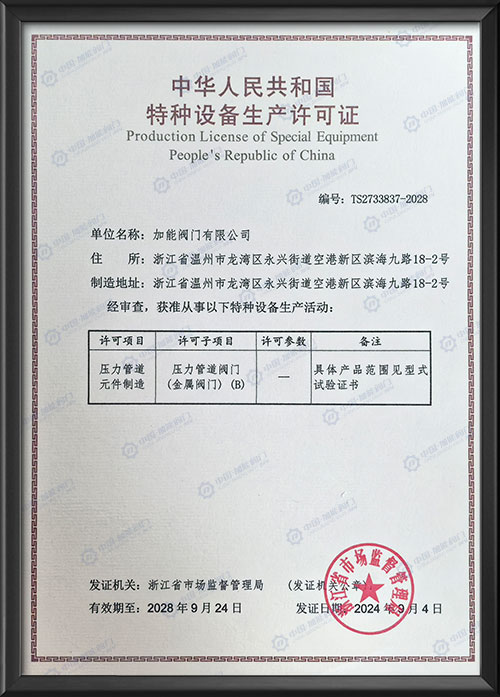 中华人民共和国
特种设备生产许可证
Production License of Special Equipment
People's Republic of China
编号：TS2733837-2028
单位名称：加能阀门有限公司
住 所：浙江省温州市龙湾区永兴街道空港新区滨海九路18-2号
制造地址：浙江省温州市龙湾区永兴街道空港新区滨海九路18-2号
经审查，获准从事以下特种设备生产活动：
许可项目 许可子项目 许可参数 备注
压力管道元件制造 压力管道阀门(金属阀门)(B) — 具体产品范围见型式试验证书
发证机关：浙江省市场监督管理局 (发证机关公章)
有效期至：2028年9月24日 发证日期：2024年9月4日
浙江省市场监督管理局